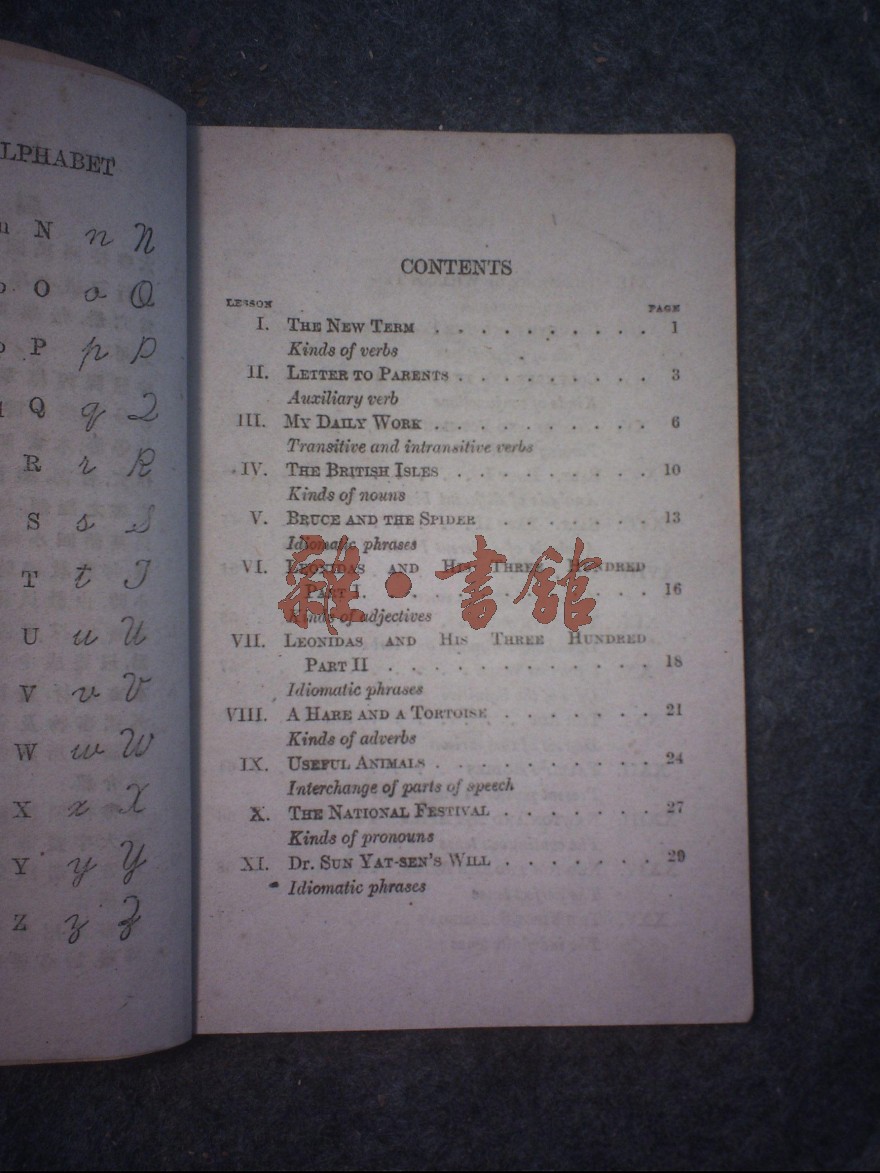 LPHABET
n N n N
o O o O
p P p P
q Q q Q
R r R
S s S
T t T
U u U
V v V
W w W
X x X
Y y Y
Z z Z
CONTENTS
LESSON PAGE
I. THE NEW TERM . . . . . . . . . . 1
Kinds of verbs
II. LETTER TO PARENTS . . . . . . . . . 3
Auxiliary verb
III. MY DAILY WORK . . . . . . . . . . 6
Transitive and intransitive verbs
IV. THE BRITISH ISLES . . . . . . . . . 10
Kinds of nouns
V. BRUCE AND THE SPIDER . . . . . . . 13
Idiomatic phrases
VI. LEONIDAS AND HIS THREE HUNDRED
PART I . . . . . . . . . . . . 16
Kinds of adjectives
VII. LEONIDAS AND HIS THREE HUNDRED
PART II . . . . . . . . . . . . 18
Idiomatic phrases
VIII. A HARE AND A TORTOISE . . . . . . . 21
Kinds of adverbs
IX. USEFUL ANIMALS . . . . . . . . . . 24
Interchange of parts of speech
X. THE NATIONAL FESTIVAL . . . . . . . 27
Kinds of pronouns
XI. DR. SUN YAT-SEN'S WILL . . . . . . . 29
Idiomatic phrases
雜•書舘